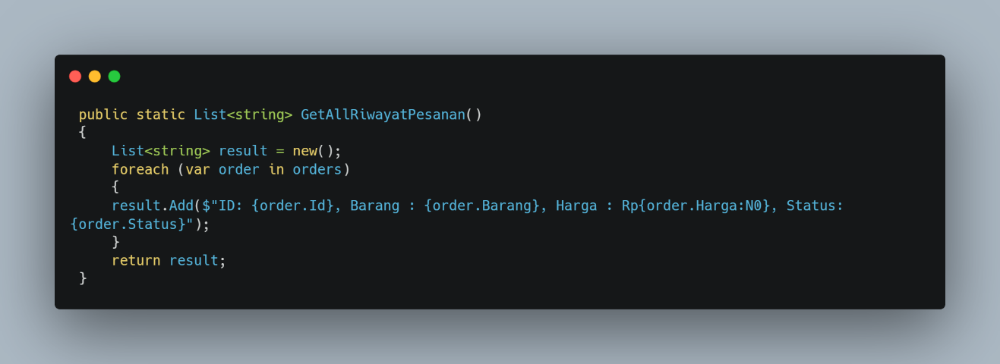 public static List<string> GetAllRiwayatPesanan()
{
    List<string> result = new();
    foreach (var order in orders)
    {
    result.Add($"ID: {order.Id}, Barang : {order.Barang}, Harga : Rp{order.Harga:N0}, Status:
{order.Status}");
    }
    return result;
}